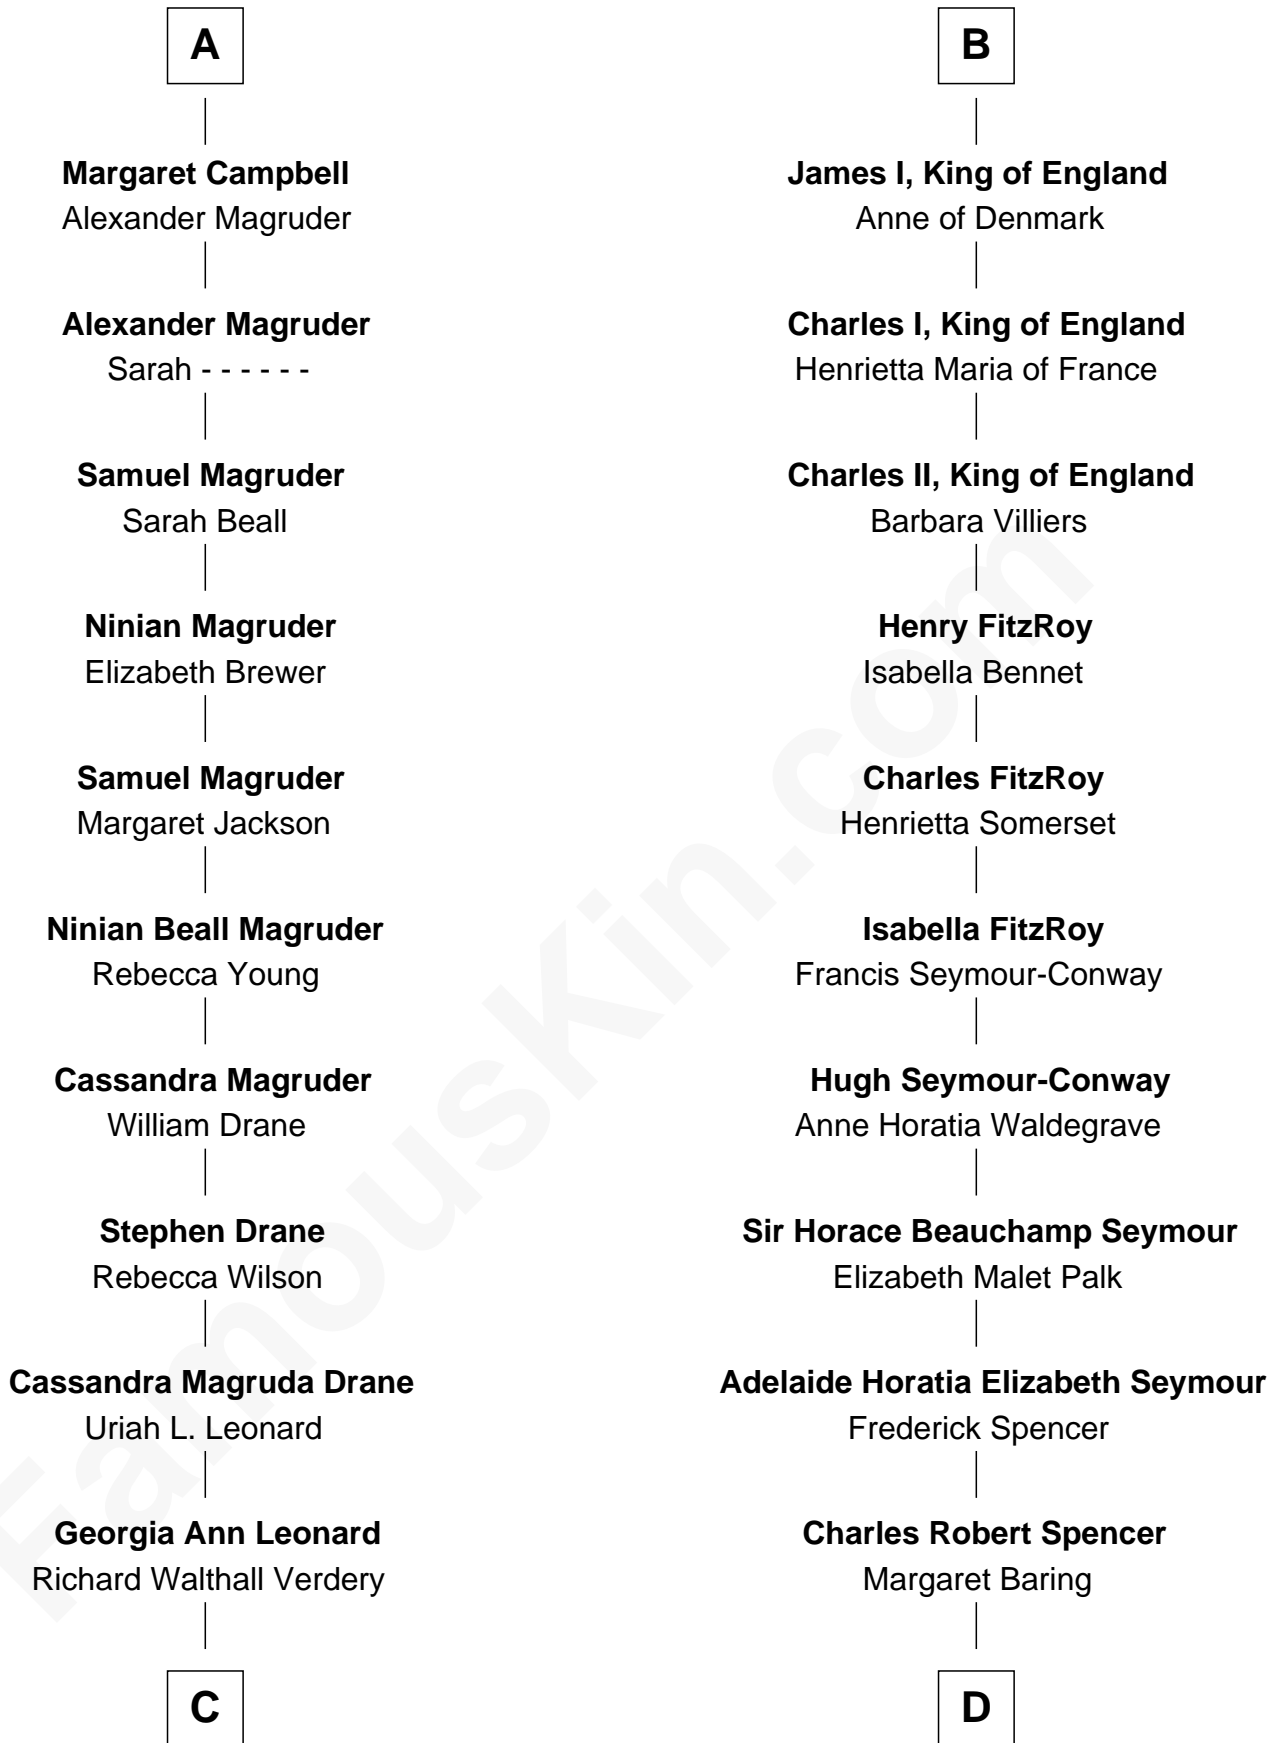 A
Margaret Campbell
Alexander Magruder
Alexander Magruder
Sarah - - - - - -
Samuel Magruder
Sarah Beall
Ninian Magruder
Elizabeth Brewer
Samuel Magruder
Margaret Jackson
Ninian Beall Magruder
Rebecca Young
Cassandra Magruder
William Drane
Stephen Drane
Rebecca Wilson
Cassandra Magruda Drane
Uriah L. Leonard
Georgia Ann Leonard
Richard Walthall Verdery
C
B
James I, King of England
Anne of Denmark
Charles I, King of England
Henrietta Maria of France
Charles II, King of England
Barbara Villiers
Henry FitzRoy
Isabella Bennet
Charles FitzRoy
Henrietta Somerset
Isabella FitzRoy
Francis Seymour-Conway
Hugh Seymour-Conway
Anne Horatia Waldegrave
Sir Horace Beauchamp Seymour
Elizabeth Malet Palk
Adelaide Horatia Elizabeth Seymour
Frederick Spencer
Charles Robert Spencer
Margaret Baring
D
FamousKin.com